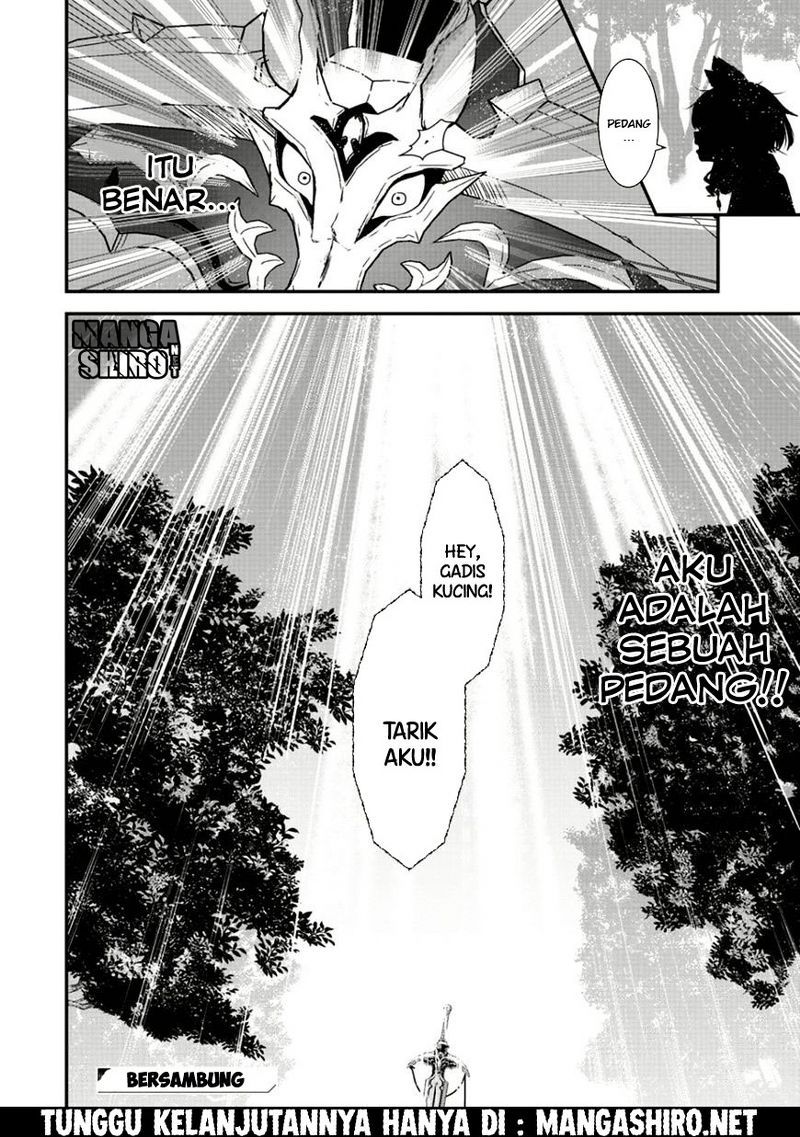 PEDANG
...
ITU
BENAR...
MANGA
SHIRO
NET
HEY,
GADIS
KUCING!
AKU
ADALAH
SEBUAH
PEDANG!!
TARIK
AKU!!
BERSAMBUNG
TUNGGU KELANJUTANNYA HANYA DI : MANGASHIRO.NET